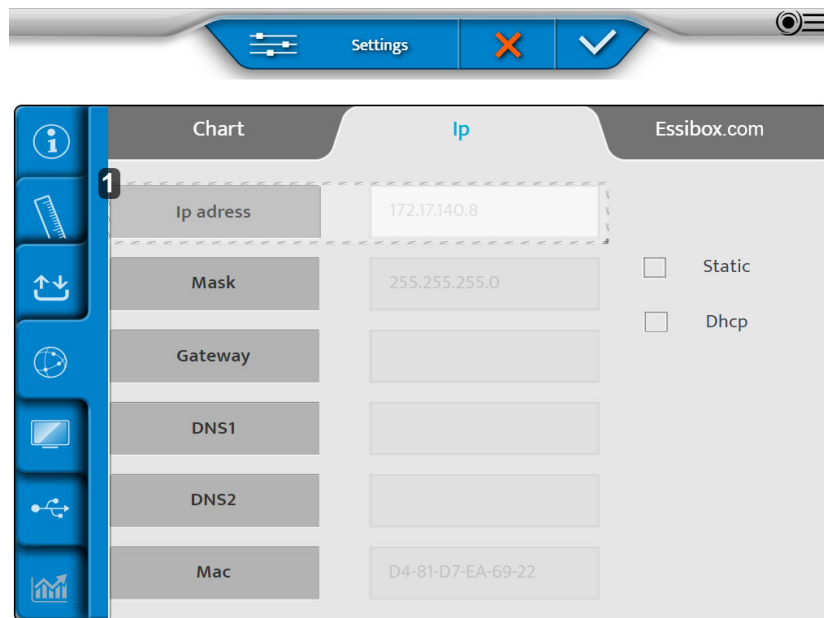 Settings
Chart
Ip
Essibox.com
1
Ip adress
172.17.140.8
Mask
255.255.255.0
Static
Dhcp
Gateway
DNS1
DNS2
Mac
D4-81-D7-EA-69-22